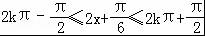 2kπ - π/2 ⩽ 2x + π/6 ⩽ 2kπ + π/2